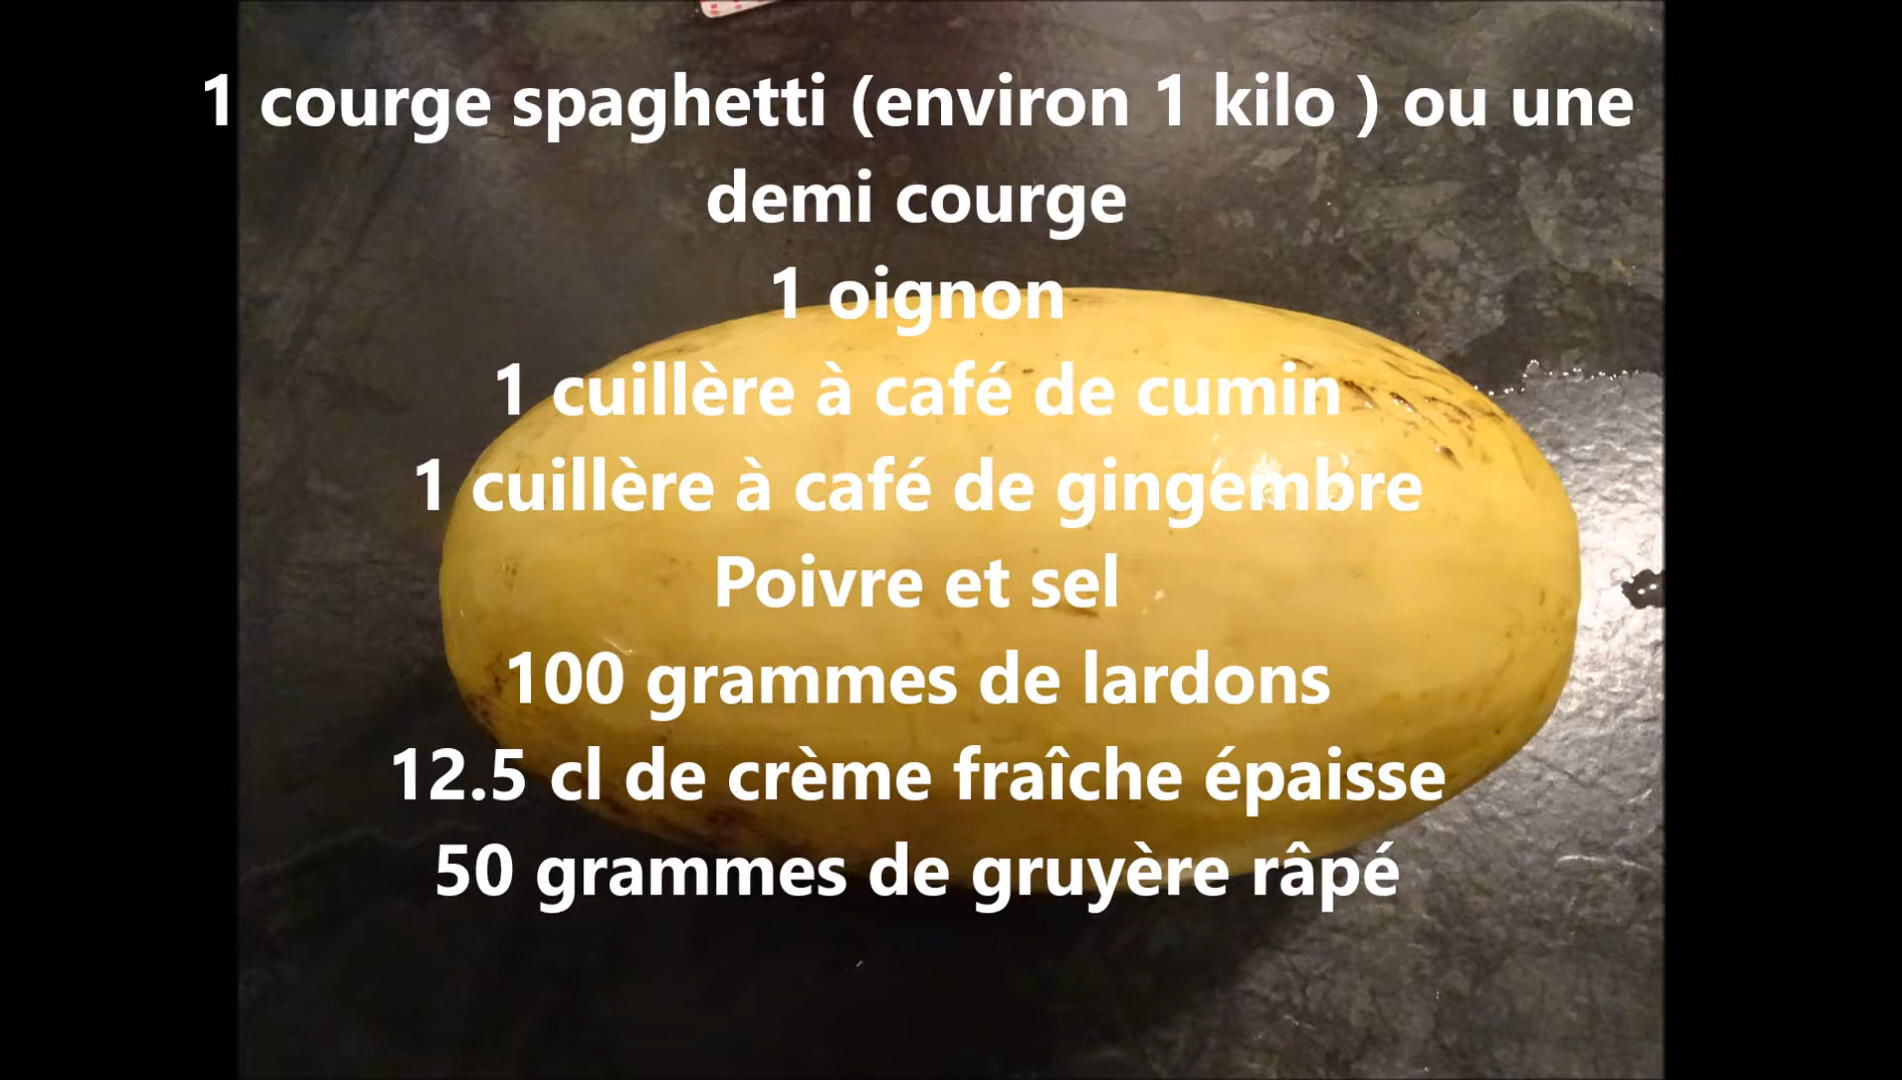 1 courge spaghetti (environ 1 kilo ) ou une
demi courge
1 oignon
1 cuillère à café de cumin
1 cuillère à café de gingembre
Poivre et sel
100 grammes de lardons
12.5 cl de crème fraîche épaisse
50 grammes de gruyère râpé